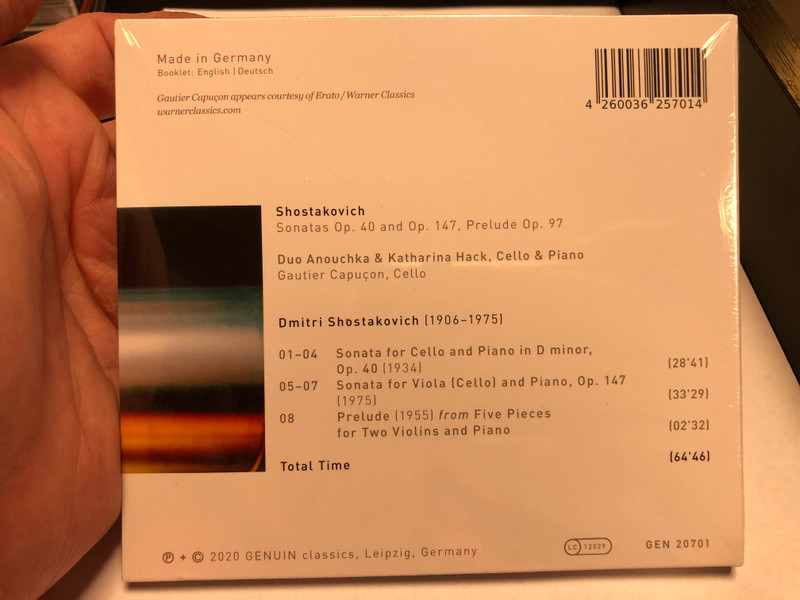 Made in Germany
Booklet: English | Deutsch
Gautier Capuçon appears courtesy of Erato / Warner Classics
warnerclassics.com
4 260036 257014
Shostakovich
Sonatas Op. 40 and Op. 147, Prelude Op. 97
Duo Anouchka & Katharina Hack, Cello & Piano
Gautier Capuçon, Cello
Dmitri Shostakovich (1906–1975)
01–04 Sonata for Cello and Piano in D minor,
Op. 40 (1934) (28'41)
05–07 Sonata for Viola (Cello) and Piano, Op. 147
(1975) (33'29)
08 Prelude (1955) from Five Pieces
for Two Violins and Piano (02'32)
Total Time (64'46)
℗ + © 2020 GENUIN classics, Leipzig, Germany
LC 12029
GEN 20701